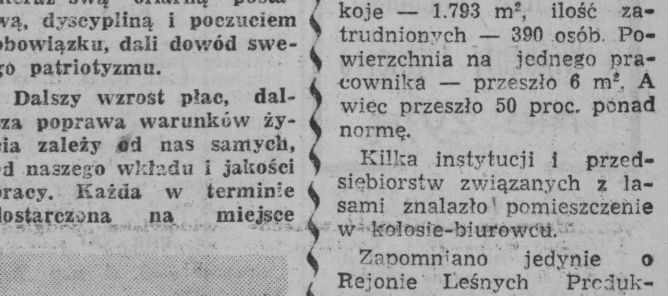 wą, dyscypliną i poczuciem
obowiązku, dali dowód swe-
go patriotyzmu.
Dalszy wzrost płac, dal-
sza poprawa warunków ży-
cia zależy od nas samych,
od naszego wkładu i jakości
pracy. Każda w terminie
dostarczona na miejsce
koje — 1.793 m², ilość za-
trudnionych — 390 osób. Po-
wierzchnia na jednego pra-
cownika — przeszło 6 m². A
więc przeszło 50 proc. ponad
normę.
Kilka instytucji i przed-
siębiorstw związanych z la-
sami znalazło pomieszczenie
w kolosie-biurowcu.
Zapomniano jedynie o
Rejonie Leśnych Produk-